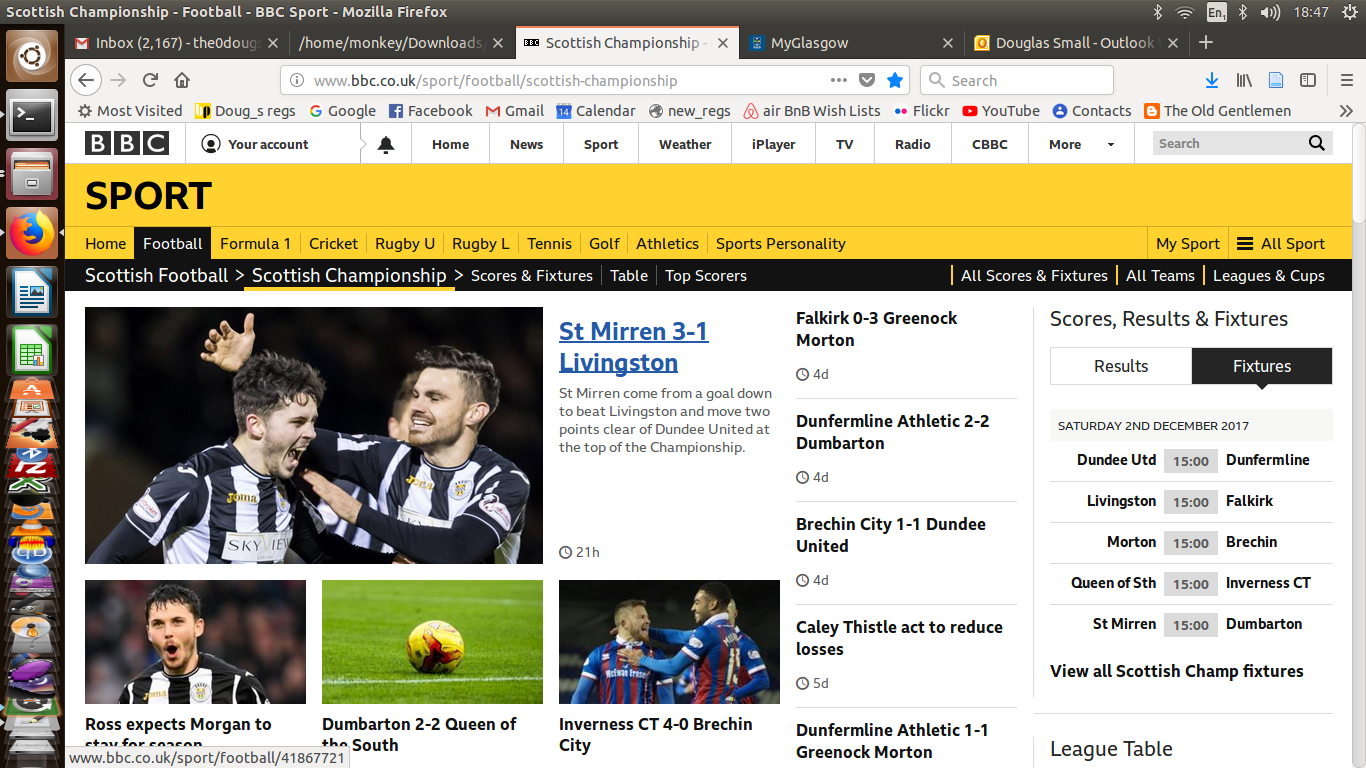 Scottish Championship - Football - BBC Sport - Mozilla Firefox
En1
18:47
Inbox (2,167) - the0doug
/home/monkey/Downloads/
BBC
Scottish Championship -
MyGlasgow
Douglas Small - Outlook
www.bbc.co.uk/sport/football/scottish-championship
Search
Most Visited
Doug_s regs
Google
Facebook
Gmail
14
Calendar
new_regs
air BnB Wish Lists
Flickr
YouTube
Contacts
The Old Gentlemen
BBC
Your account
Home
News
Sport
Weather
iPlayer
TV
Radio
CBBC
More
Search
SPORT
Home
Football
Formula 1
Cricket
Rugby U
Rugby L
Tennis
Golf
Athletics
Sports Personality
My Sport
All Sport
Scottish Football > Scottish Championship > Scores & Fixtures
Table
Top Scorers
All Scores & Fixtures
All Teams
Leagues & Cups
Joma
Joma
SKYVIEW
St Mirren 3-1
Livingston
St Mirren come from a goal down
to beat Livingston and move two
points clear of Dundee United at
the top of the Championship.
21h
Ross expects Morgan to
stay for season
Dumbarton 2-2 Queen of
the South
Inverness CT 4-0 Brechin
City
Falkirk 0-3 Greenock
Morton
4d
Dunfermline Athletic 2-2
Dumbarton
4d
Brechin City 1-1 Dundee
United
4d
Caley Thistle act to reduce
losses
5d
Dunfermline Athletic 1-1
Greenock Morton
Scores, Results & Fixtures
Results
Fixtures
SATURDAY 2ND DECEMBER 2017
Dundee Utd 15:00 Dunfermline
Livingston 15:00 Falkirk
Morton 15:00 Brechin
Queen of Sth 15:00 Inverness CT
St Mirren 15:00 Dumbarton
View all Scottish Champ fixtures
League Table
www.bbc.co.uk/sport/football/41867721